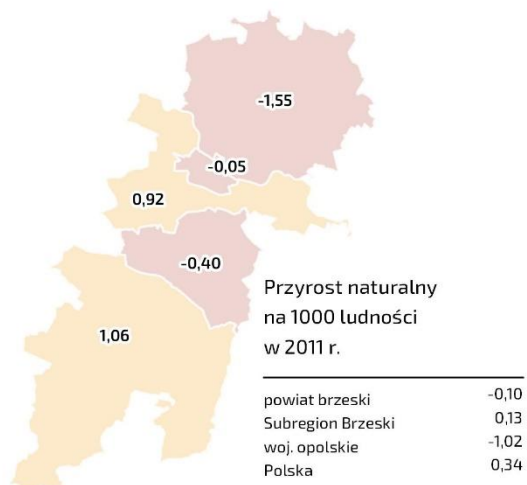 -1,55
-0,05
0,92
-0,40
1,06
Przyrost naturalny
na 1000 ludności
w 2011 r.
powiat brzeski -0,10
Subregion Brzeski 0,13
woj. opolskie -1,02
Polska 0,34